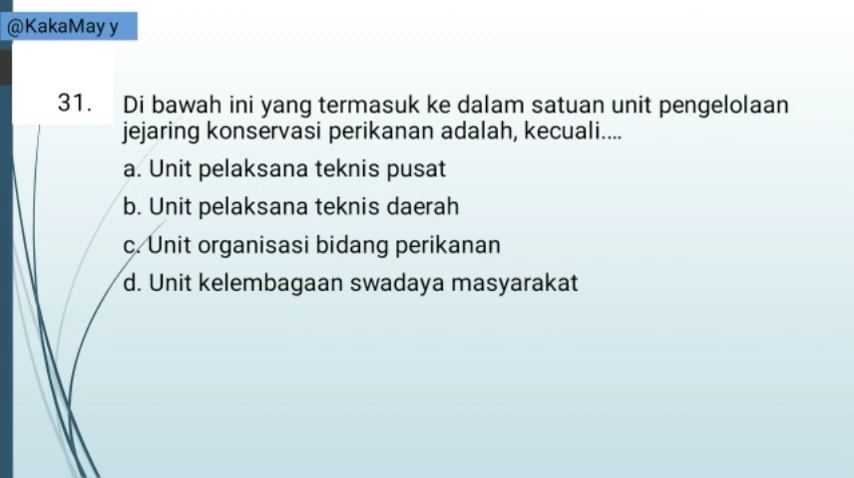 @KakaMay y
31. Di bawah ini yang termasuk ke dalam satuan unit pengelolaan
jejaring konservasi perikanan adalah, kecuali....
a. Unit pelaksana teknis pusat
b. Unit pelaksana teknis daerah
c. Unit organisasi bidang perikanan
d. Unit kelembagaan swadaya masyarakat